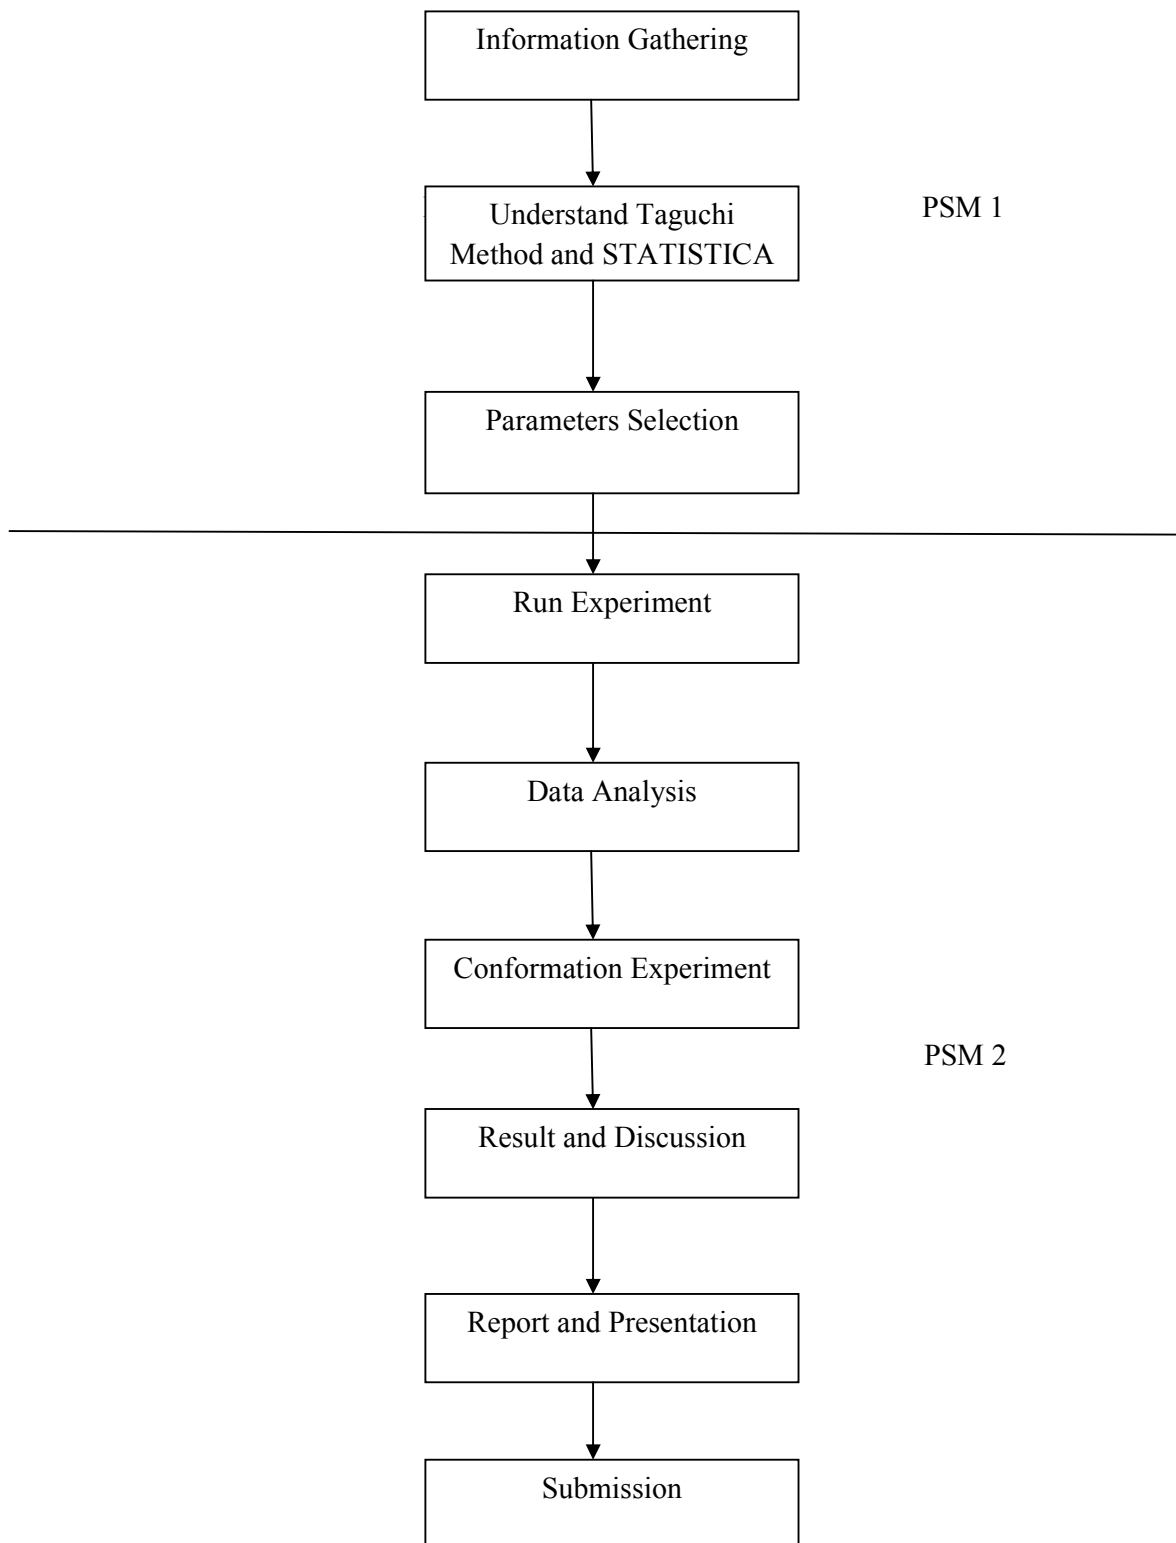 Information Gathering
Understand Taguchi
Method and STATISTICA
PSM 1
Parameters Selection
Run Experiment
Data Analysis
Conformation Experiment
PSM 2
Result and Discussion
Report and Presentation
Submission